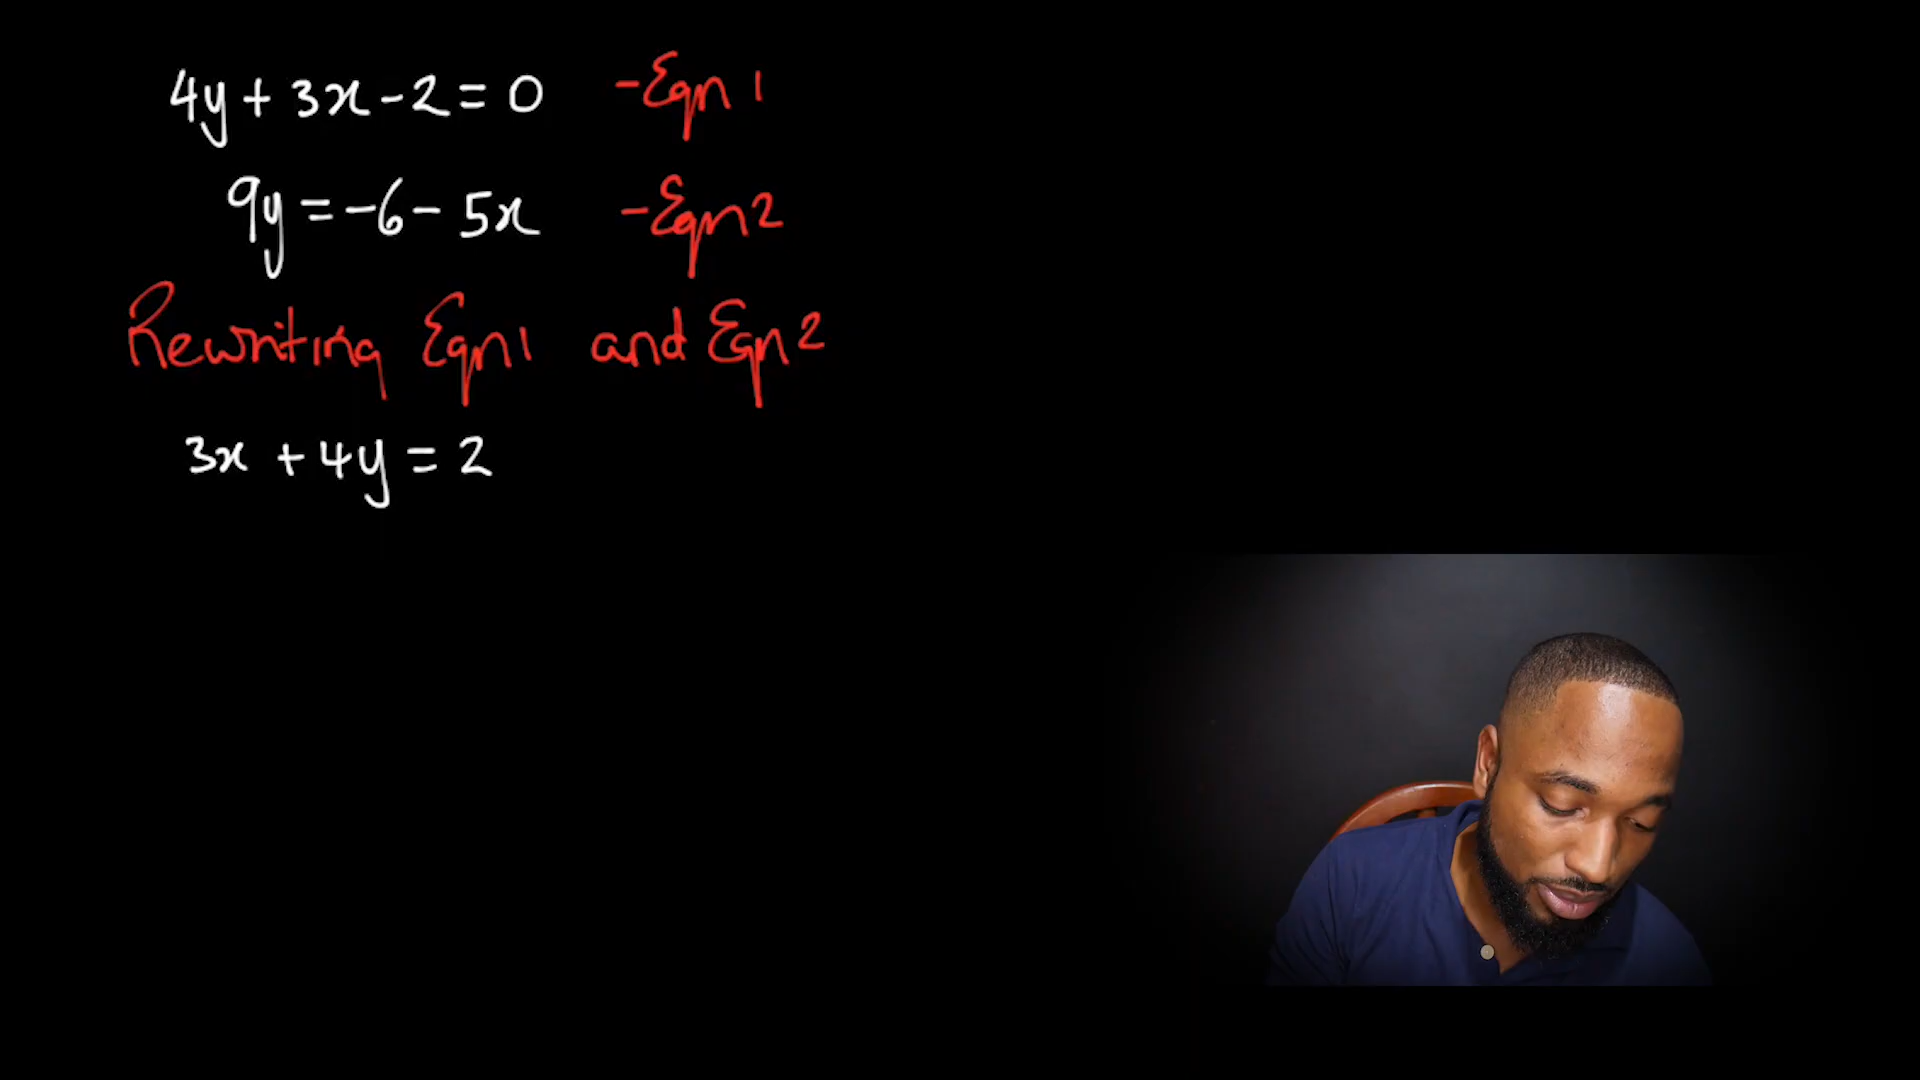 4y + 3x - 2 = 0 - Eqn 1
9y = -6 - 5x - Eqn 2
Rewriting Eqn 1 and Eqn 2
3x + 4y = 2